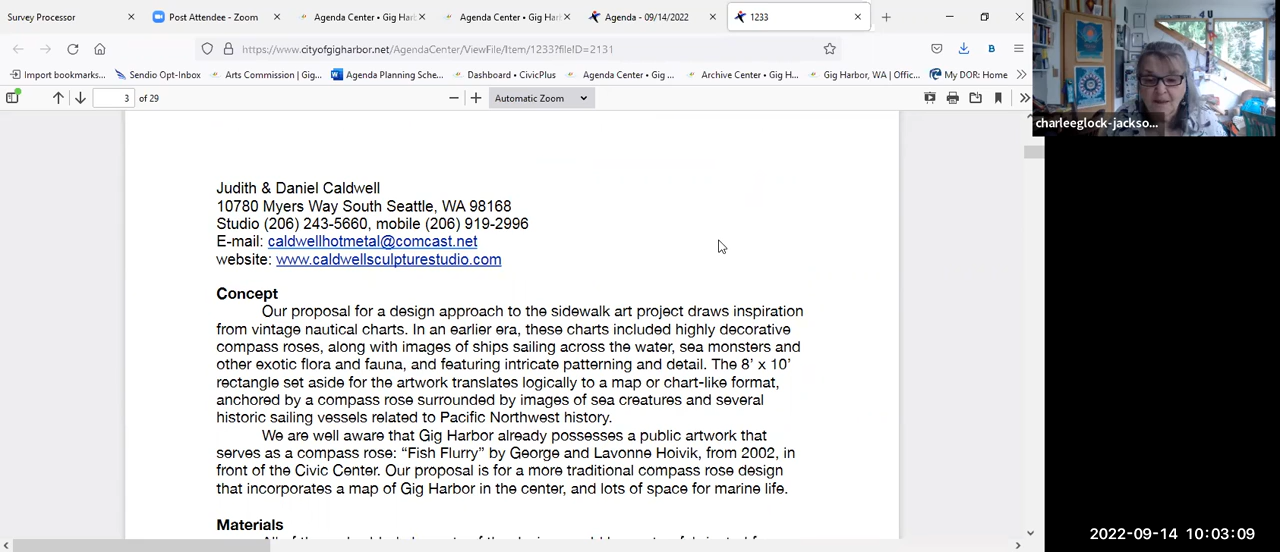 Survey Processor
Post Attendee - Zoom
Agenda Center • Gig Har
Agenda Center • Gig Har
Agenda - 09/14/2022
1233
https://www.cityofgigharbor.net/AgendaCenter/ViewFile/Item/1233?fileID=2131
Import bookmarks...
Sendio Opt-Inbox
Arts Commission | Gig...
Agenda Planning Sche...
Dashboard • CivicPlus
Agenda Center • Gig ...
Archive Center • Gig H...
Gig Harbor, WA | Offic...
My DOR: Home
3 of 29
Automatic Zoom
4U
charleeglock-jackso...
Judith & Daniel Caldwell
10780 Myers Way South Seattle, WA 98168
Studio (206) 243-5660, mobile (206) 919-2996
E-mail: caldwellhotmetal@comcast.net
website: www.caldwellsculpturestudio.com
Concept
Our proposal for a design approach to the sidewalk art project draws inspiration
from vintage nautical charts. In an earlier era, these charts included highly decorative
compass roses, along with images of ships sailing across the water, sea monsters and
other exotic flora and fauna, and featuring intricate patterning and detail. The 8' x 10'
rectangle set aside for the artwork translates logically to a map or chart-like format,
anchored by a compass rose surrounded by images of sea creatures and several
historic sailing vessels related to Pacific Northwest history.
We are well aware that Gig Harbor already possesses a public artwork that
serves as a compass rose: “Fish Flurry” by George and Lavonne Hoivik, from 2002, in
front of the Civic Center. Our proposal is for a more traditional compass rose design
that incorporates a map of Gig Harbor in the center, and lots of space for marine life.
Materials
2022-09-14 10:03:09